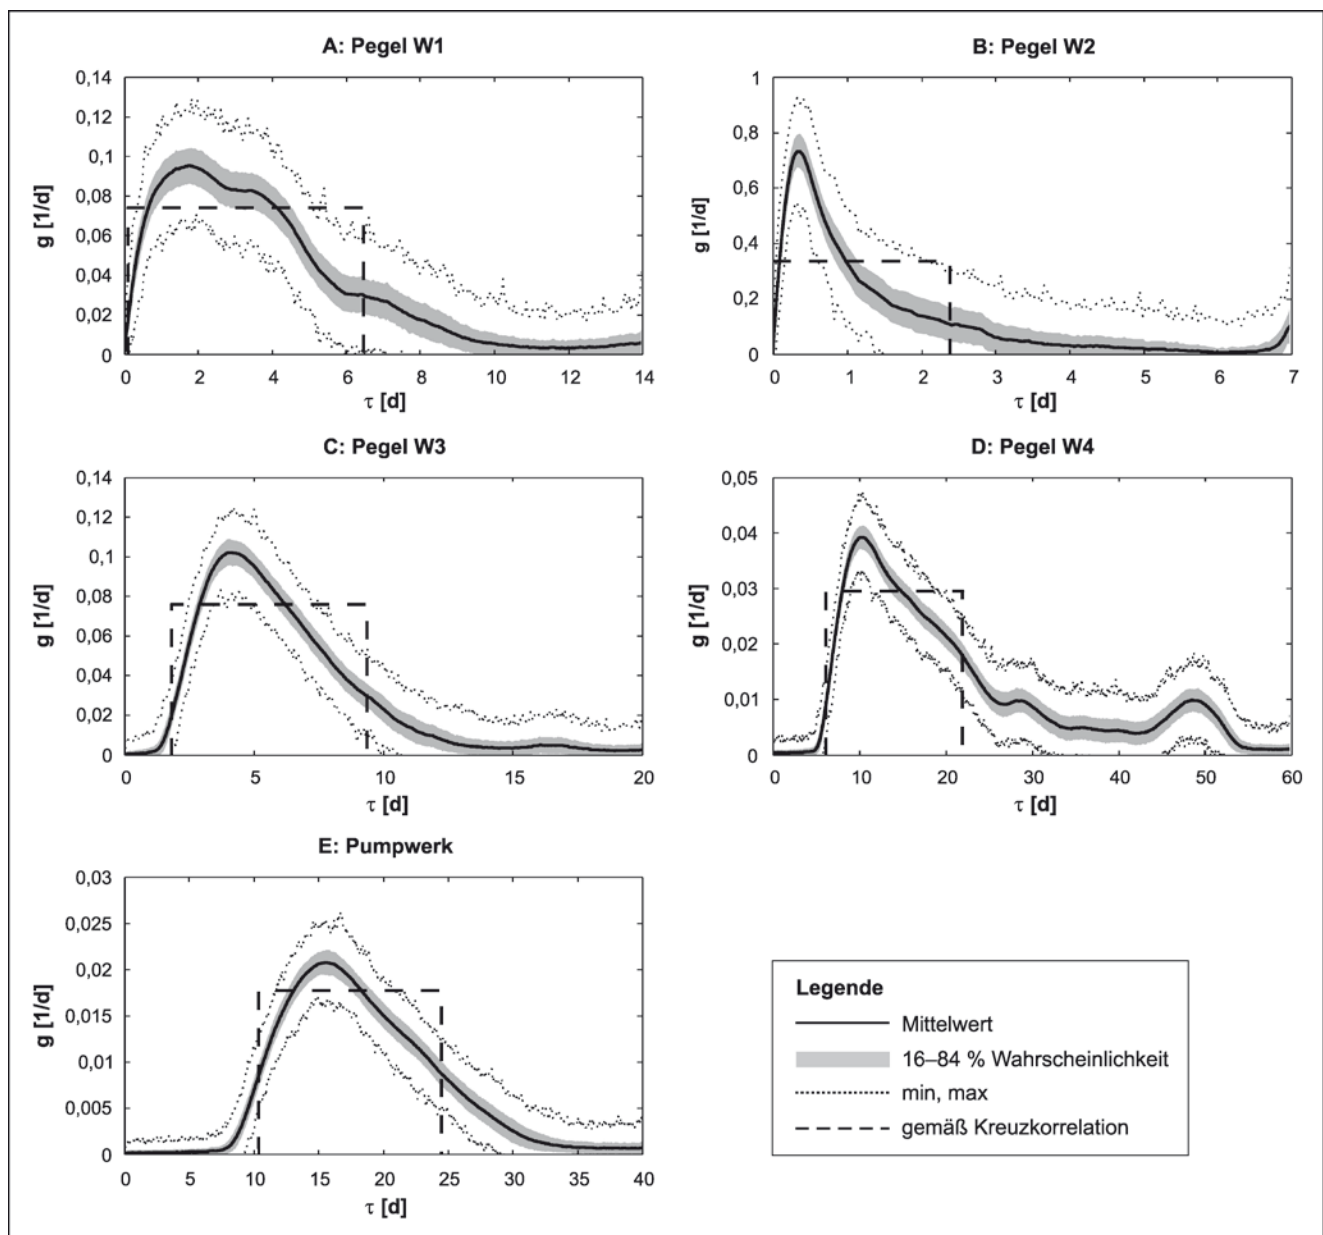 A: Pegel W1
0,14
0,12
0,1
0,08
0,06
0,04
0,02
0
g [1/d]
0 2 4 6 8 10 12 14
τ [d]
B: Pegel W2
1
0,8
0,6
0,4
0,2
0
g [1/d]
0 1 2 3 4 5 6 7
τ [d]
C: Pegel W3
0,14
0,12
0,1
0,08
0,06
0,04
0,02
0
g [1/d]
0 5 10 15 20
τ [d]
D: Pegel W4
0,05
0,04
0,03
0,02
0,01
0
g [1/d]
0 10 20 30 40 50 60
τ [d]
E: Pumpwerk
0,03
0,025
0,02
0,015
0,01
0,005
0
g [1/d]
0 5 10 15 20 25 30 35 40
τ [d]
Legende
Mittelwert
16–84 % Wahrscheinlichkeit
min, max
gemäß Kreuzkorrelation